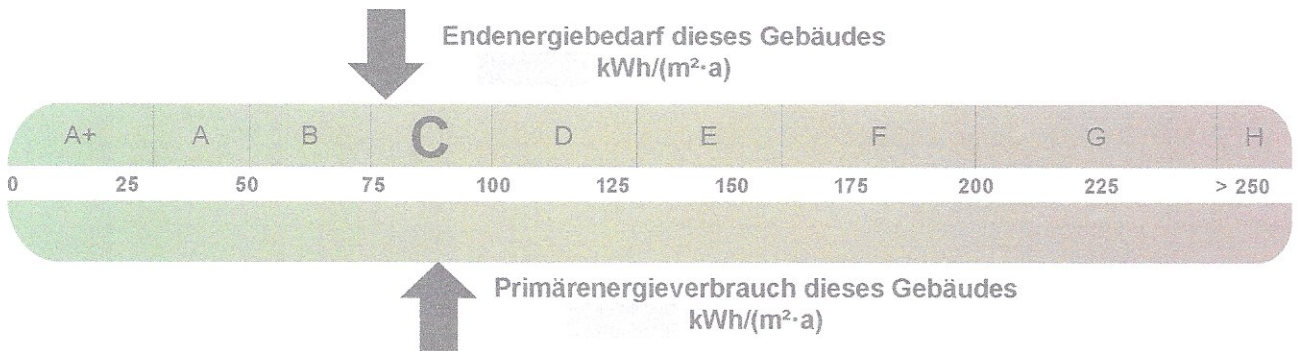 Endenergiebedarf dieses Gebäudes
kWh/(m²·a)
A+ A B C D E F G H
0 25 50 75 100 125 150 175 200 225 > 250
Primärenergieverbrauch dieses Gebäudes
kWh/(m²·a)